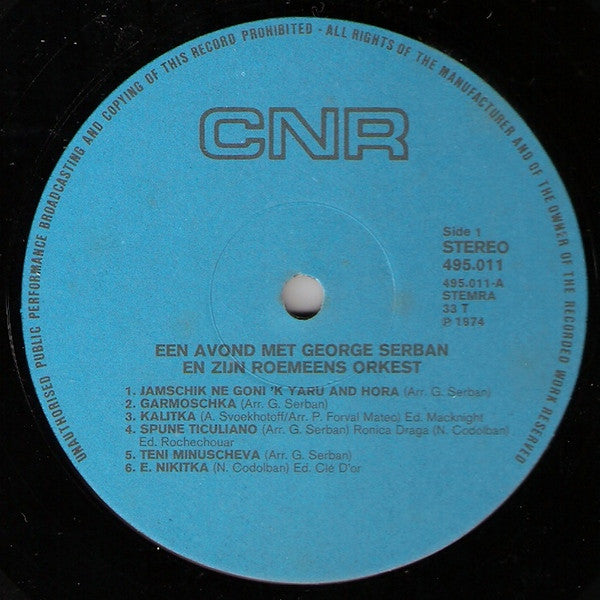 UNAUTHORISED PUBLIC PERFORMANCE BROADCASTING AND COPYING OF THIS RECORD PROHIBITED - ALL RIGHTS OF THE MANUFACTURER AND OF THE OWNER OF THE RECORDED WORK RESERVED
CNR
Side 1
STEREO
495.011
495.011-A
STEMRA
33 T
P 1974
EEN AVOND MET GEORGE SERBAN
EN ZIJN ROEMEENS ORKEST
1. JAMSCHIK NE GONI 'K YARU AND HORA (Arr. G. Serban)
2. GARMOSCHKA (Arr. G. Serban)
3. KALITKA (A. Svoekhotoff/Arr. P. Forval Matec) Ed. Macknight
4. SPUNE TICULIANO (Arr. G. Serban) Ronica Draga (N. Codolban)
Ed. Rochechouar
5. TENI MINUSCHEVA (Arr. G. Serban)
6. E. NIKITKA (N. Codolban) Ed. Clé D'or